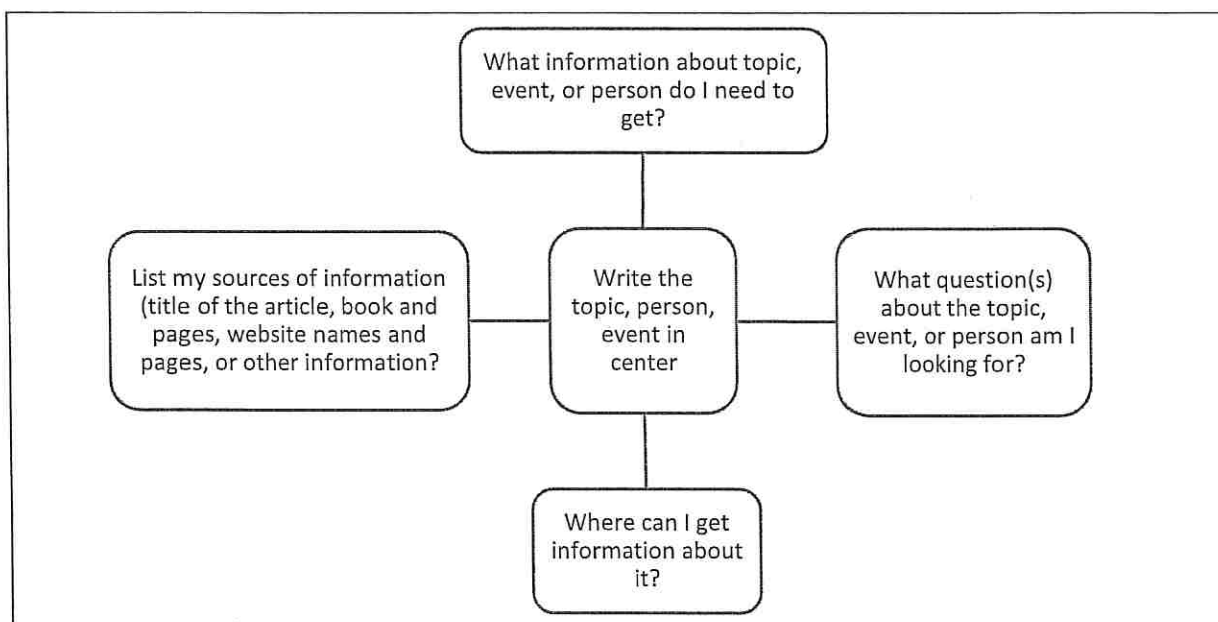 What information about topic,
event, or person do I need to
get?
List my sources of information
(title of the article, book and
pages, website names and
pages, or other information?
Write the
topic, person,
event in
center
What question(s)
about the topic,
event, or person am I
looking for?
Where can I get
information about
it?